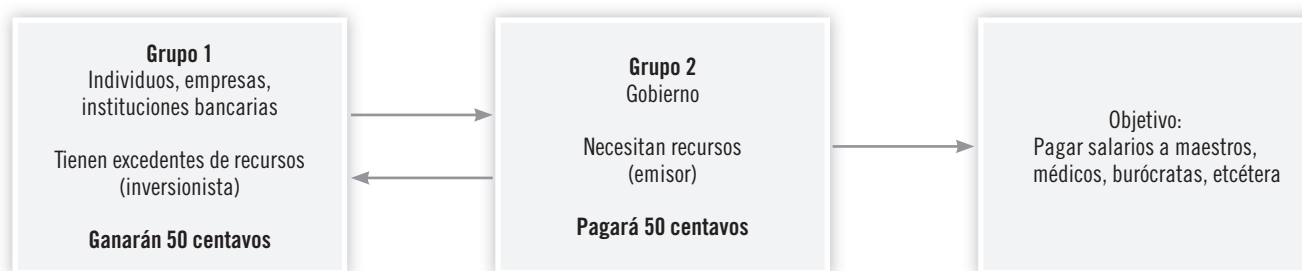 Grupo 1
Individuos, empresas,
instituciones bancarias
Tienen excedentes de recursos
(inversionista)
Ganarán 50 centavos
Grupo 2
Gobierno
Necesitan recursos
(emisor)
Pagará 50 centavos
Objetivo:
Pagar salarios a maestros,
médicos, burócratas, etcétera